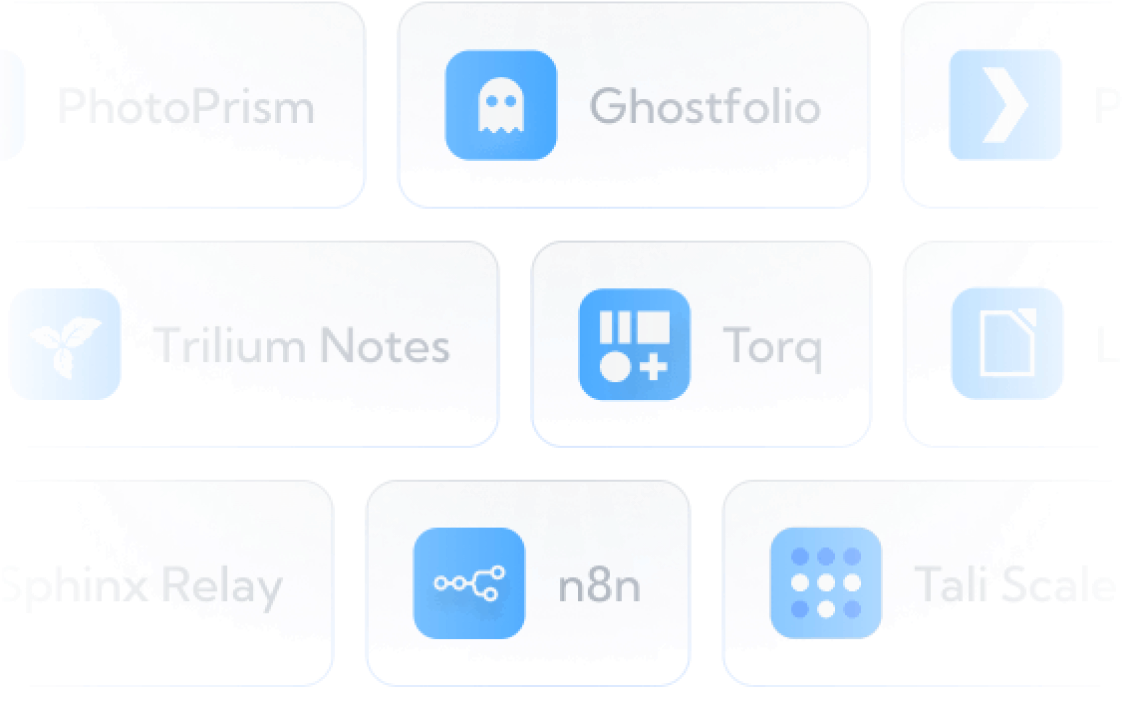 PhotoPrism
Ghostfolio
P
Trilium Notes
Torq
L
Sphinx Relay
n8n
Tali Scale